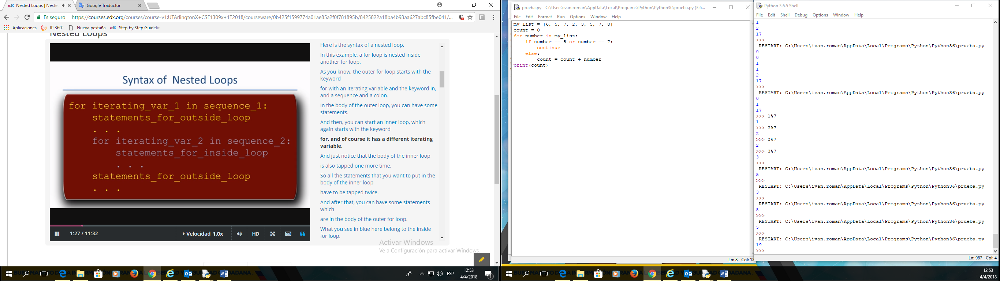 Nested Loops | Neste
Google Traductor
Es seguro
https://courses.edx.org/courses/course-v1:UTArlingtonX+CSE1309x+1T2018/courseware/0b425f1599774a01ae85a2f0f781895b/8425822a18ba4b93aa627abc85fbe041/...
Aplicaciones
IP 360°
Nueva pestaña
edX Step by Step Guidelin
Nested Loops
Syntax of Nested Loops
for iterating_var_1 in sequence_1:
statements_for_outside_loop
. . .
for iterating_var_2 in sequence_2:
statements_for_inside_loop
. . .
statements_for_outside_loop
. . .
1:27 / 11:32
Velocidad 1.0x
HD
CC
Here is the syntax of a nested loop.
In this example, a for loop is nested inside
another for loop.
As you know, the outer for loop starts with the
keyword
for with an iterating variable and the keyword in,
and a sequence and a colon.
In the body of the outer loop, you can have some
statements.
And then, you can start an inner loop, which
again starts with the keyword
for, and of course it has a different iterating
variable.
And just notice that the body of the inner loop
is also tapped one more time.
So all the statements that you want to put in the
body of the inner loop
have to be tapped twice.
And after that, you can have some statements
which
are in the body of the outer for loop.
What you see in blue here belong to the inside
for loop,
Activar Windows
Ve a Configuración para activar Windows.
ESP
12:53
4/4/2018
prueba.py - C:\Users\ivan.roman\AppData\Local\Programs\Python\Python36\prueba.py (3.6...
File Edit Format Run Options Window Help
my_list = [6, 5, 7, 2, 3, 5, 7, 8]
count = 0
for number in my_list:
if number == 5 or number == 7:
continue
else:
count = count + number
print(count)
Ln: 8 Col: 12
Python 3.6.5 Shell
File Edit Shell Debug Options Window Help
1
2
17
>>>
RESTART: C:\Users\ivan.roman\AppData\Local\Programs\Python\Python36\prueba.py
0
0
1
1
2
17
>>>
RESTART: C:\Users\ivan.roman\AppData\Local\Programs\Python\Python36\prueba.py
0
1
17
>>> 1%7
1
>>> 2%7
2
>>> 2%7
2
>>> 3%7
3
>>>
RESTART: C:\Users\ivan.roman\AppData\Local\Programs\Python\Python36\prueba.py
5
>>>
RESTART: C:\Users\ivan.roman\AppData\Local\Programs\Python\Python36\prueba.py
3
>>>
RESTART: C:\Users\ivan.roman\AppData\Local\Programs\Python\Python36\prueba.py
8
>>>
RESTART: C:\Users\ivan.roman\AppData\Local\Programs\Python\Python36\prueba.py
5
>>>
RESTART: C:\Users\ivan.roman\AppData\Local\Programs\Python\Python36\prueba.py
19
>>>
Ln: 987 Col: 4
12:53
4/4/2018